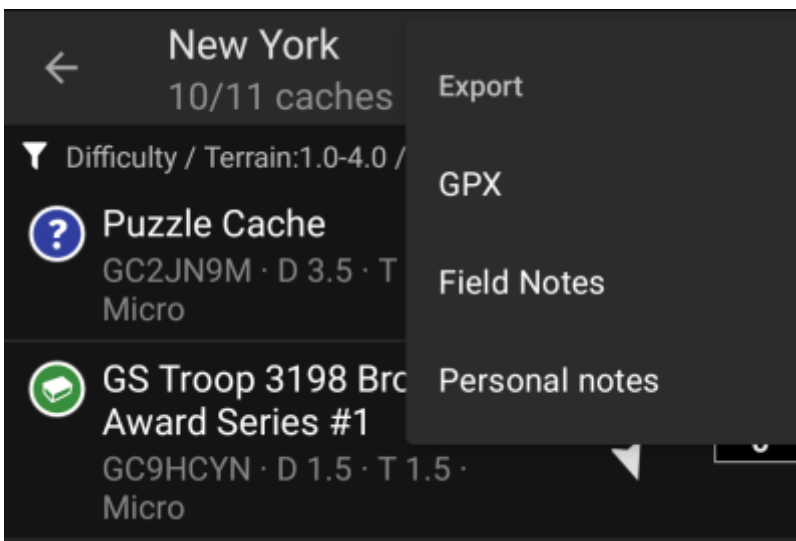 New York
10/11 caches
Export
Difficulty / Terrain:1.0-4.0 /
GPX
Puzzle Cache
GC2JN9M · D 3.5 · T
Micro
Field Notes
GS Troop 3198
Award Series #1
Personal notes
GC9HCYN · D 1.5 · T 1.5 ·
Micro